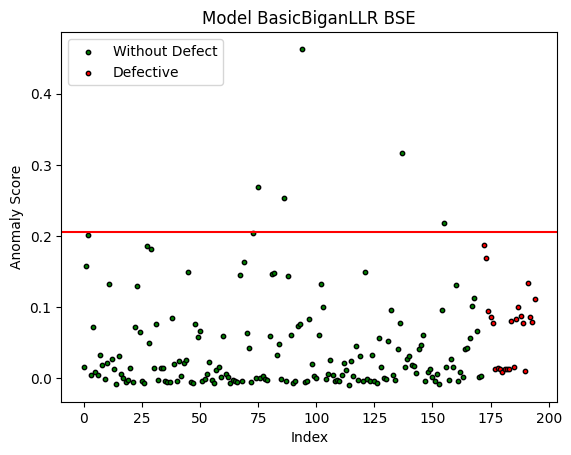 Model BasicBiganLLR BSE
Without Defect
Defective
Anomaly Score
0.4
0.3
0.2
0.1
0.0
0 25 50 75 100 125 150 175 200
Index